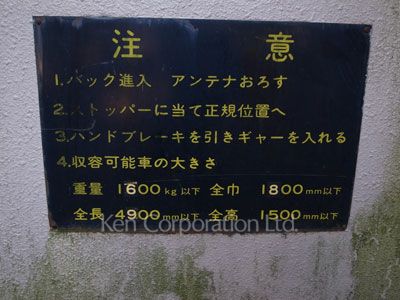 注意
1.バック進入 アンテナおろす
2.ストッパーに当て正規位置へ
3.ハンドブレーキを引きギャーを入れる
4.収容可能車の大きさ
重量 1600kg以下 全巾 1800mm以下
全長 4900mm以下 全高 1500mm以下
Ken Corporation Ltd.